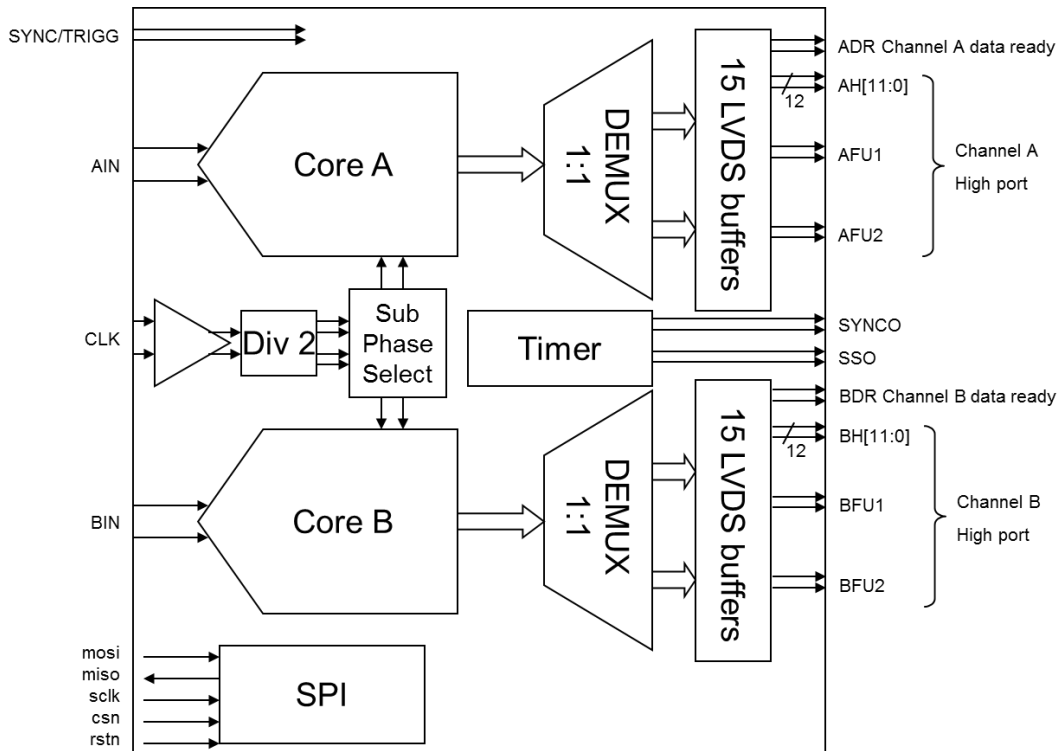 SYNC/TRIGG
ADR Channel A data ready
AH[11:0]
12
AIN
Core A
DEMUX
1:1
15 LVDS buffers
AFU1
Channel A
High port
AFU2
CLK
Div 2
Sub
Phase
Select
Timer
SYNCO
SSO
BDR Channel B data ready
BH[11:0]
12
BIN
Core B
DEMUX
1:1
15 LVDS buffers
BFU1
Channel B
High port
BFU2
mosi
miso
sclk
csn
rstn
SPI